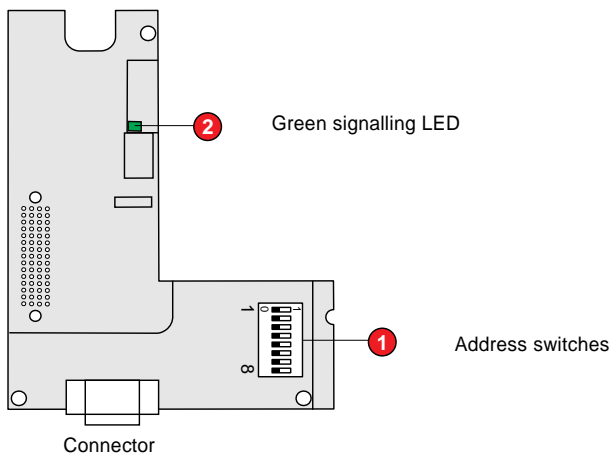 2
Green signalling LED
1
0
1
8
1
Address switches
Connector